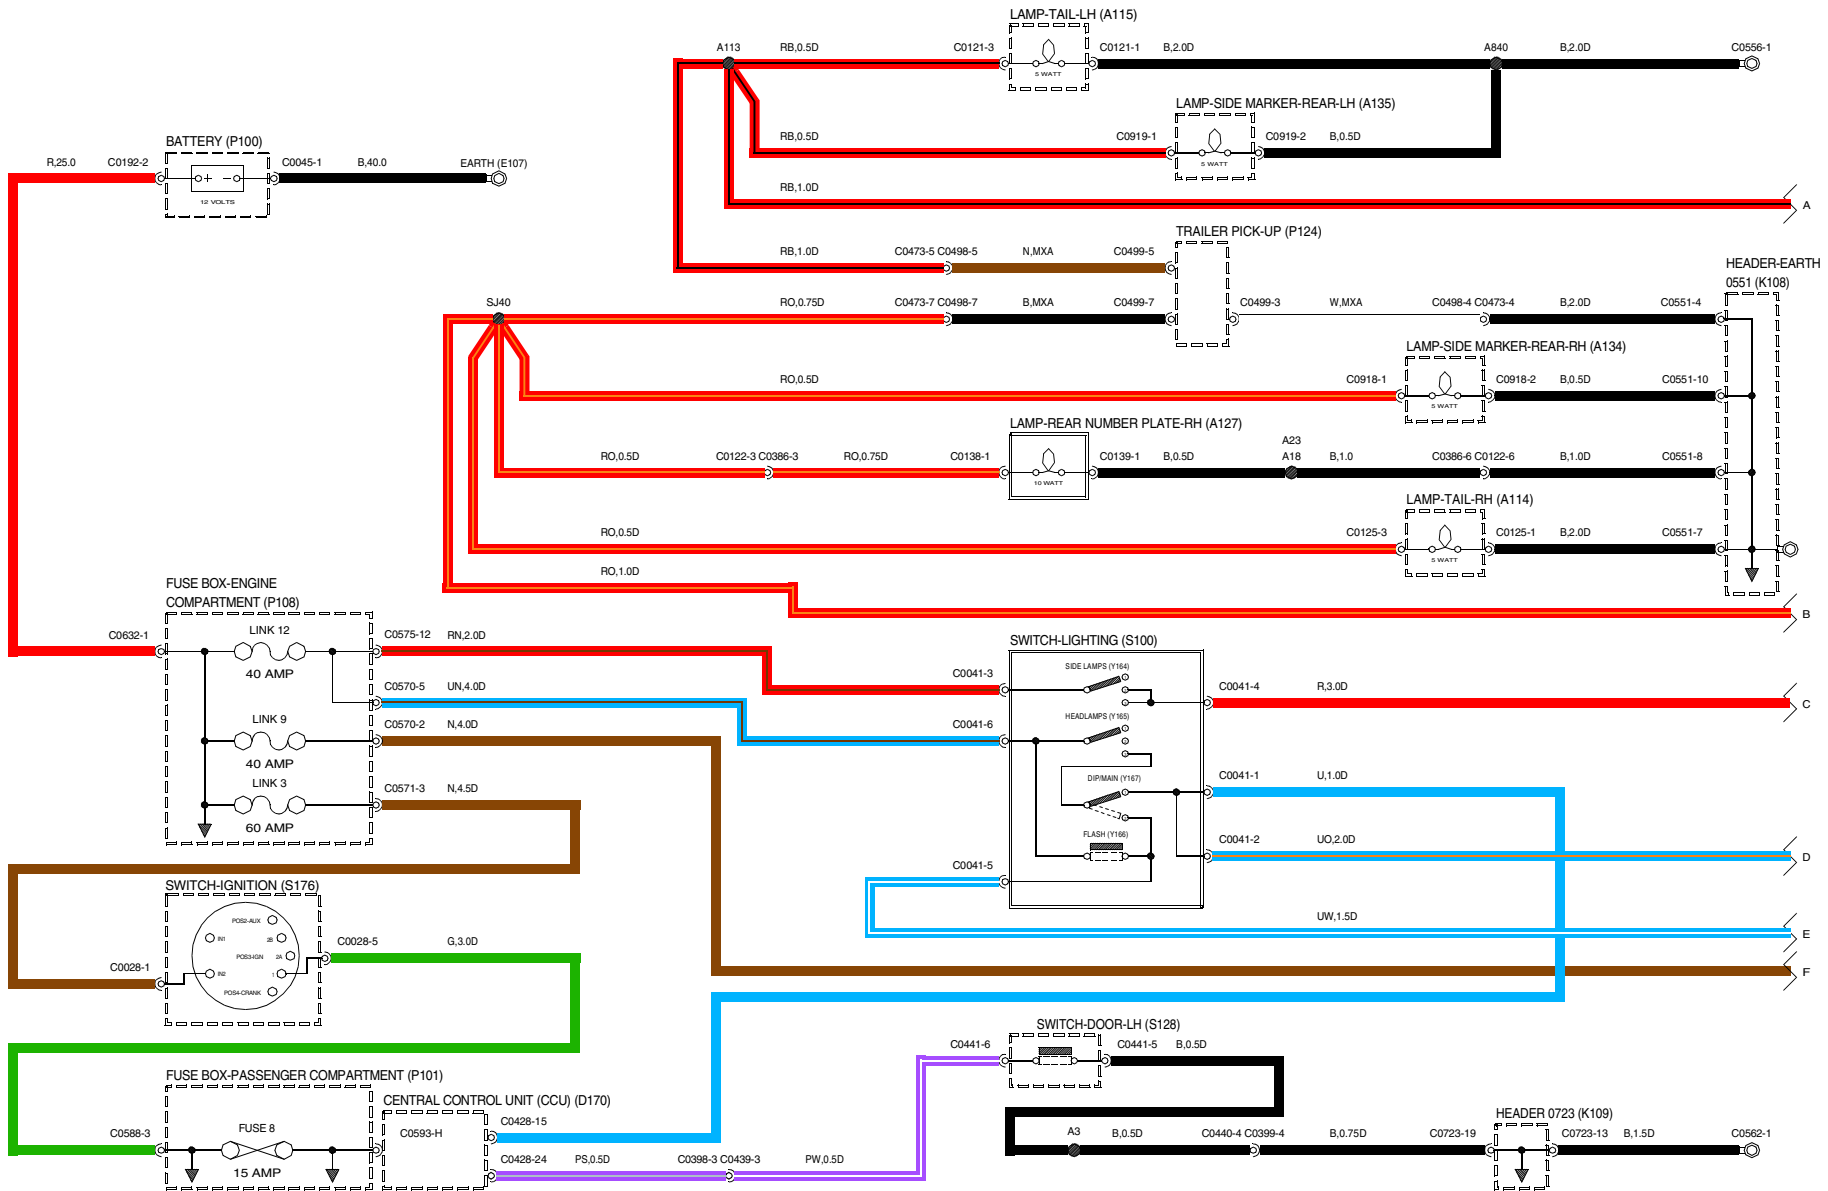 LAMP-TAIL-LH (A115)
A113 RB,0.5D C0121-3 C0121-1 B,2.0D A840 B,2.0D C0556-1
5 WATT
LAMP-SIDE MARKER-REAR-LH (A135)
RB,0.5D C0919-1 C0919-2 B,0.5D
5 WATT
BATTERY (P100)
R,25.0 C0192-2 C0045-1 B,40.0 EARTH (E107)
+ −
12 VOLTS
RB,1.0D
A
TRAILER PICK-UP (P124)
RB,1.0D C0473-5 C0498-5 N,MXA C0499-5
HEADER-EARTH
0551 (K108)
SJ40 RO,0.75D C0473-7 C0498-7 B,MXA C0499-7 C0499-3 W,MXA C0498-4 C0473-4 B,2.0D C0551-4
LAMP-SIDE MARKER-REAR-RH (A134)
RO,0.5D C0918-1 C0918-2 B,0.5D C0551-10
5 WATT
LAMP-REAR NUMBER PLATE-RH (A127)
A23
RO,0.5D C0122-3 C0386-3 RO,0.75D C0138-1 C0139-1 B,0.5D A18 B,1.0 C0386-6 C0122-6 B,1.0D C0551-8
10 WATT
LAMP-TAIL-RH (A114)
RO,0.5D C0125-3 C0125-1 B,2.0D C0551-7
5 WATT
RO,1.0D
B
FUSE BOX-ENGINE
COMPARTMENT (P108)
C0632-1 LINK 12 C0575-12 RN,2.0D
40 AMP
C0570-5 UN,4.0D
LINK 9 C0570-2 N,4.0D
40 AMP
LINK 3 C0571-3 N,4.5D
60 AMP
SWITCH-LIGHTING (S100)
C0041-3 SIDE LAMPS (Y164) C0041-4 R,3.0D
C
C0041-6 HEADLAMPS (Y165)
DIP/MAIN (Y167) C0041-1 U,1.0D
FLASH (Y166) C0041-2 UO,2.0D
D
C0041-5
UW,1.5D
E
F
SWITCH-IGNITION (S176)
POS2-AUX
IN1 2B
POS3-IGN 2A
IN2 1
POS4-CRANK
C0028-5 G,3.0D
C0028-1
SWITCH-DOOR-LH (S128)
C0441-6 C0441-5 B,0.5D
FUSE BOX-PASSENGER COMPARTMENT (P101)
C0588-3 FUSE 8
15 AMP
CENTRAL CONTROL UNIT (CCU) (D170)
C0593-H C0428-15
C0428-24 PS,0.5D C0398-3 C0439-3 PW,0.5D
HEADER 0723 (K109)
A3 B,0.5D C0440-4 C0399-4 B,0.75D C0723-19 C0723-13 B,1.5D C0562-1